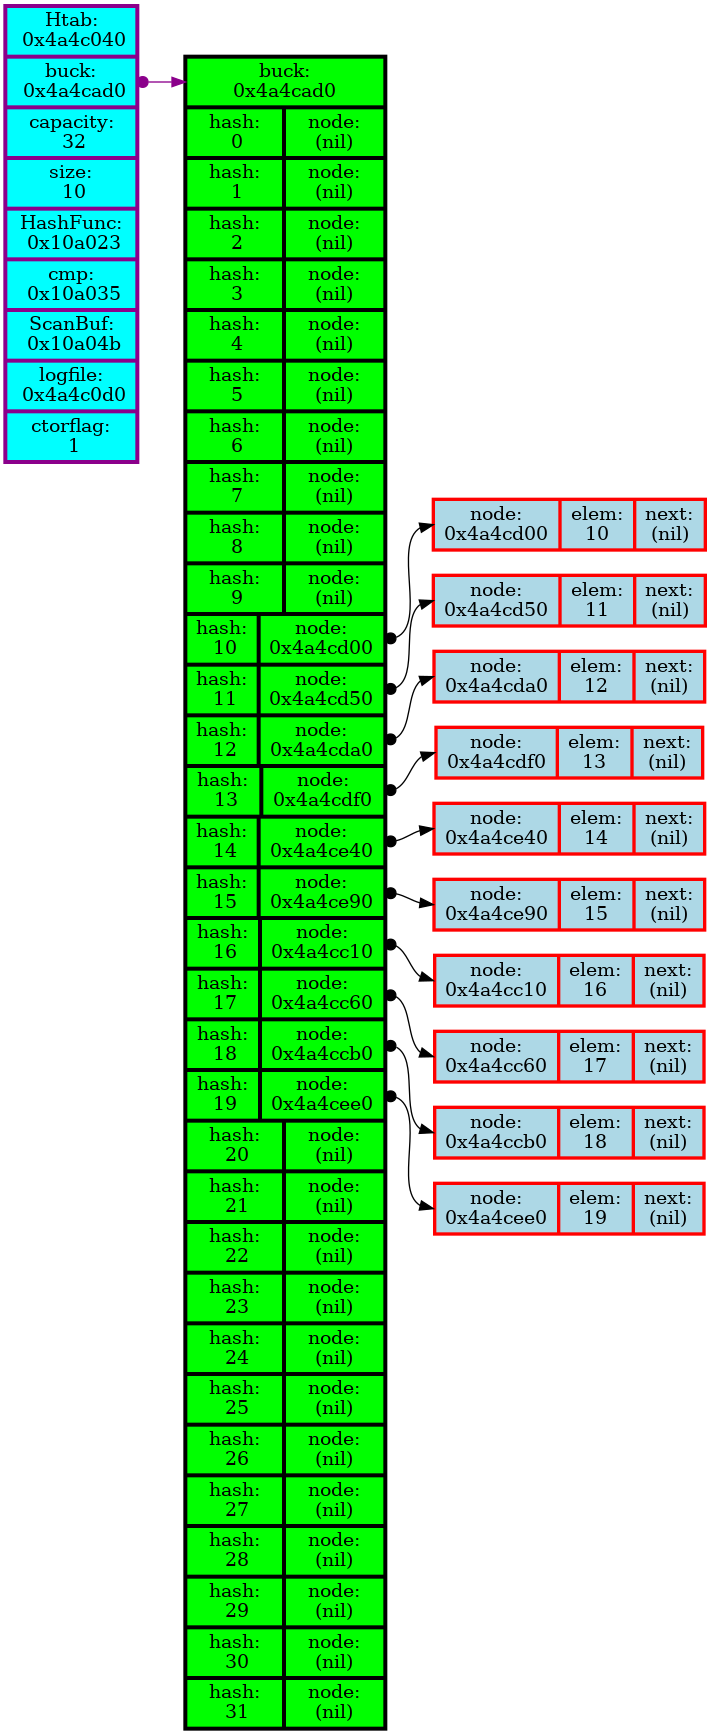 Htab:
0x4a4c040
buck:
0x4a4cad0
capacity:
32
size:
10
HashFunc:
0x10a023
cmp:
0x10a035
ScanBuf:
0x10a04b
logfile:
0x4a4c0d0
ctorflag:
1
buck:
0x4a4cad0
hash: node:
0 (nil)
hash: node:
1 (nil)
hash: node:
2 (nil)
hash: node:
3 (nil)
hash: node:
4 (nil)
hash: node:
5 (nil)
hash: node:
6 (nil)
hash: node:
7 (nil)
hash: node:
8 (nil)
hash: node:
9 (nil)
hash: node:
10 0x4a4cd00
hash: node:
11 0x4a4cd50
hash: node:
12 0x4a4cda0
hash: node:
13 0x4a4cdf0
hash: node:
14 0x4a4ce40
hash: node:
15 0x4a4ce90
hash: node:
16 0x4a4cc10
hash: node:
17 0x4a4cc60
hash: node:
18 0x4a4ccb0
hash: node:
19 0x4a4cee0
hash: node:
20 (nil)
hash: node:
21 (nil)
hash: node:
22 (nil)
hash: node:
23 (nil)
hash: node:
24 (nil)
hash: node:
25 (nil)
hash: node:
26 (nil)
hash: node:
27 (nil)
hash: node:
28 (nil)
hash: node:
29 (nil)
hash: node:
30 (nil)
hash: node:
31 (nil)
node: elem: next:
0x4a4cd00 10 (nil)
node: elem: next:
0x4a4cd50 11 (nil)
node: elem: next:
0x4a4cda0 12 (nil)
node: elem: next:
0x4a4cdf0 13 (nil)
node: elem: next:
0x4a4ce40 14 (nil)
node: elem: next:
0x4a4ce90 15 (nil)
node: elem: next:
0x4a4cc10 16 (nil)
node: elem: next:
0x4a4cc60 17 (nil)
node: elem: next:
0x4a4ccb0 18 (nil)
node: elem: next:
0x4a4cee0 19 (nil)